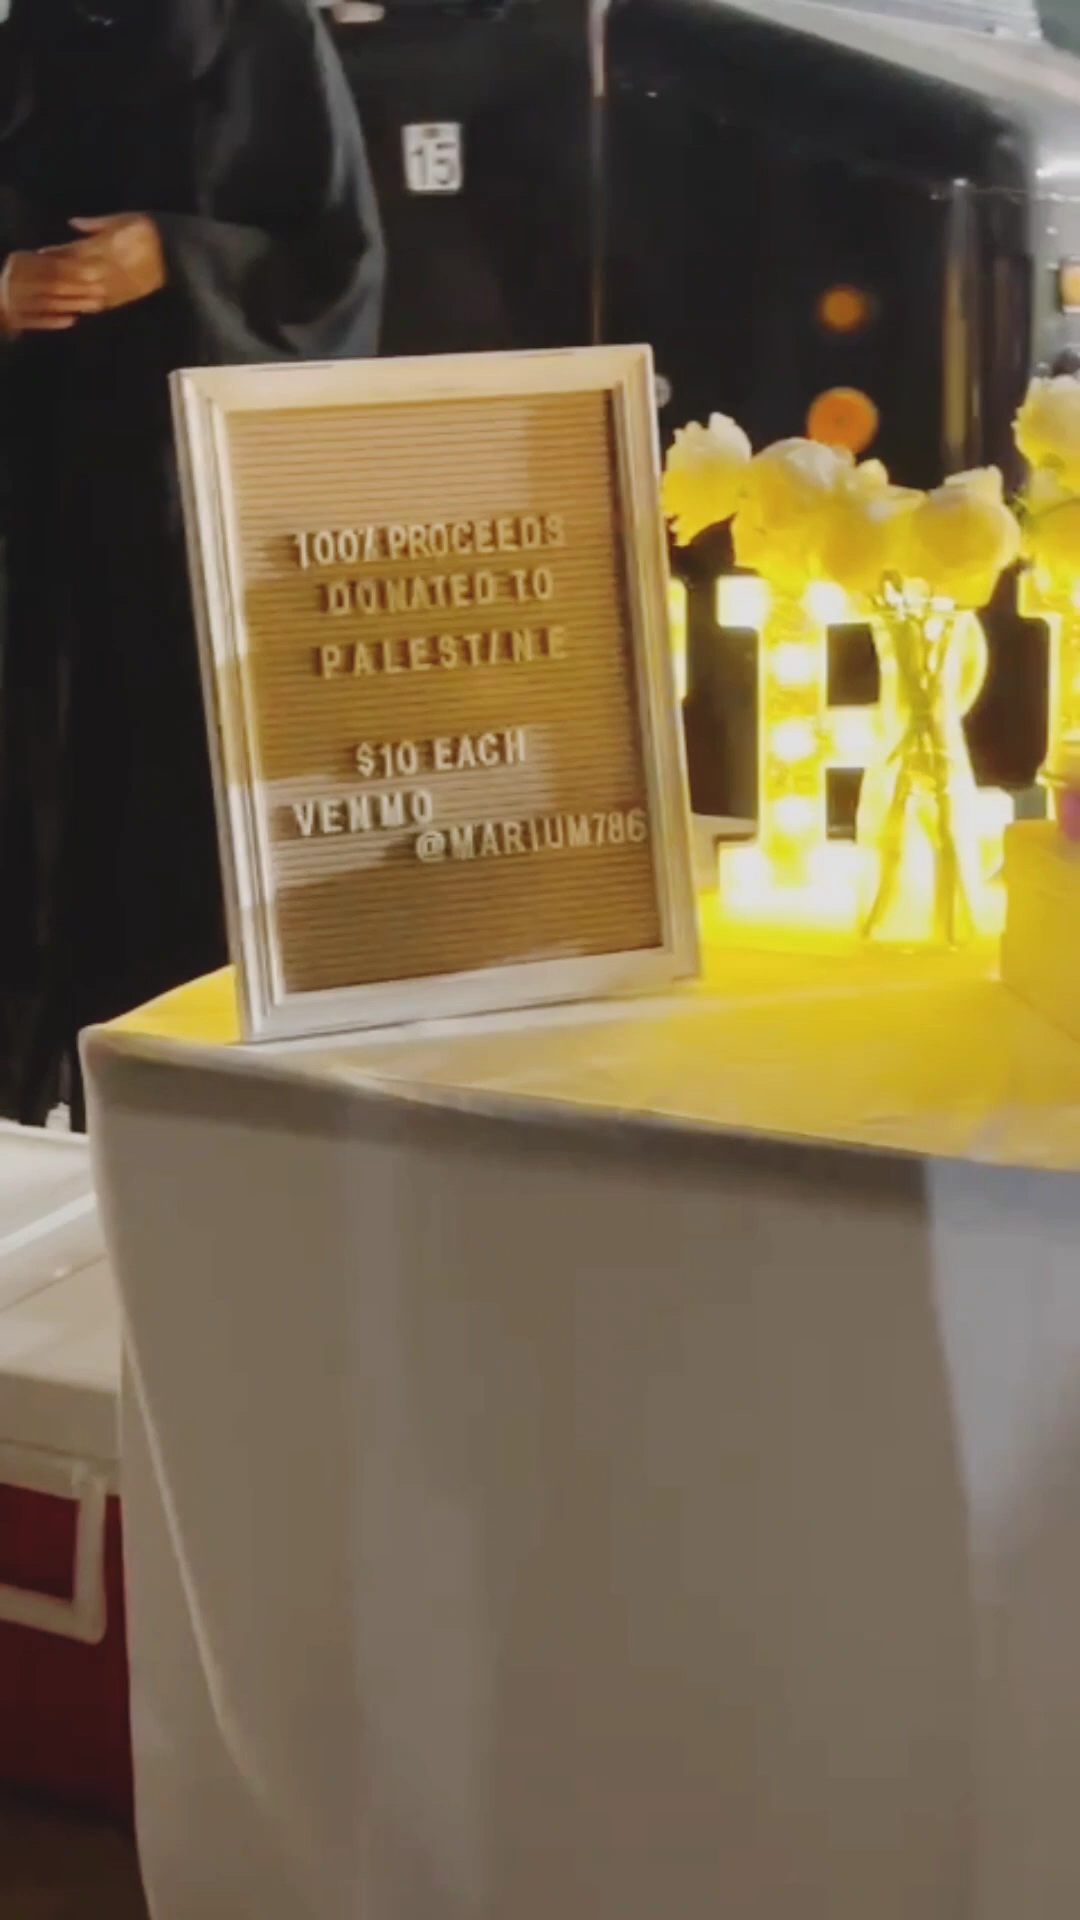 15
100% PROCEEDS
DONATED TO
PALESTINE
$10 EACH
VENMO
@MARIUM786